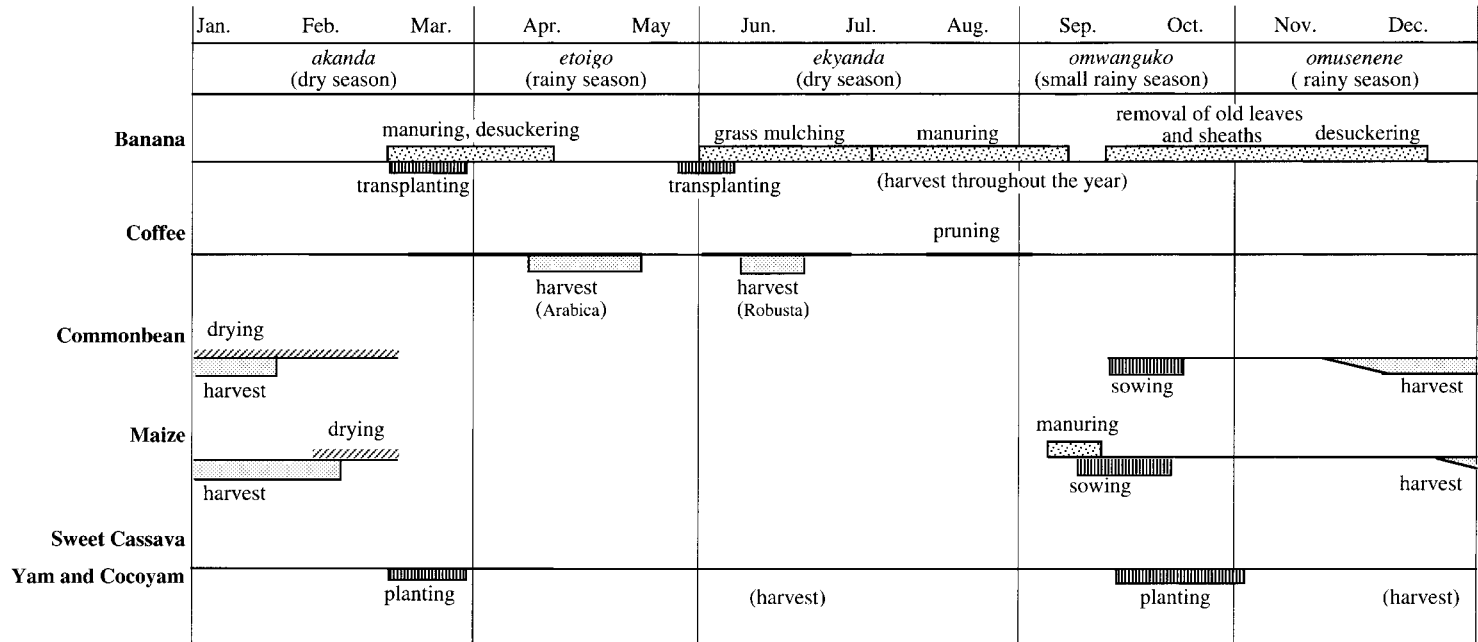 Jan. Feb. Mar. Apr. May Jun. Jul. Aug. Sep. Oct. Nov. Dec.
akanda etoigo ekyanda omwanguko omusenene
(dry season) (rainy season) (dry season) (small rainy season) ( rainy season)
removal of old leaves
Banana manuring, desuckering grass mulching manuring and sheaths desuckering
transplanting transplanting (harvest throughout the year)
Coffee pruning
harvest harvest
(Arabica) (Robusta)
Commonbean drying
harvest sowing harvest
Maize drying manuring
harvest sowing harvest
Sweet Cassava
Yam and Cocoyam
planting (harvest) planting (harvest)